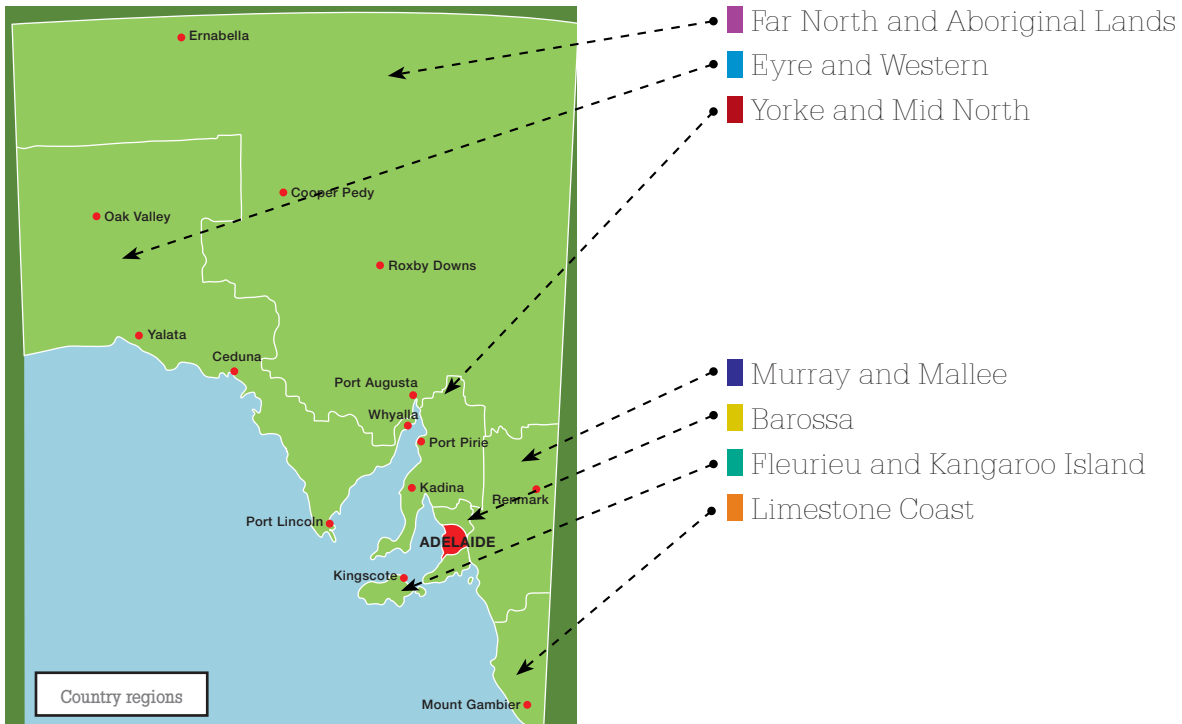 Ernabella
Cooper Pedy
Oak Valley
Roxby Downs
Yalata
Ceduna
Port Augusta
Whyalla
Port Pirie
Kadina
Renmark
Port Lincoln
ADELAIDE
Kingscote
Mount Gambier
Country regions
Far North and Aboriginal Lands
Eyre and Western
Yorke and Mid North
Murray and Mallee
Barossa
Fleurieu and Kangaroo Island
Limestone Coast